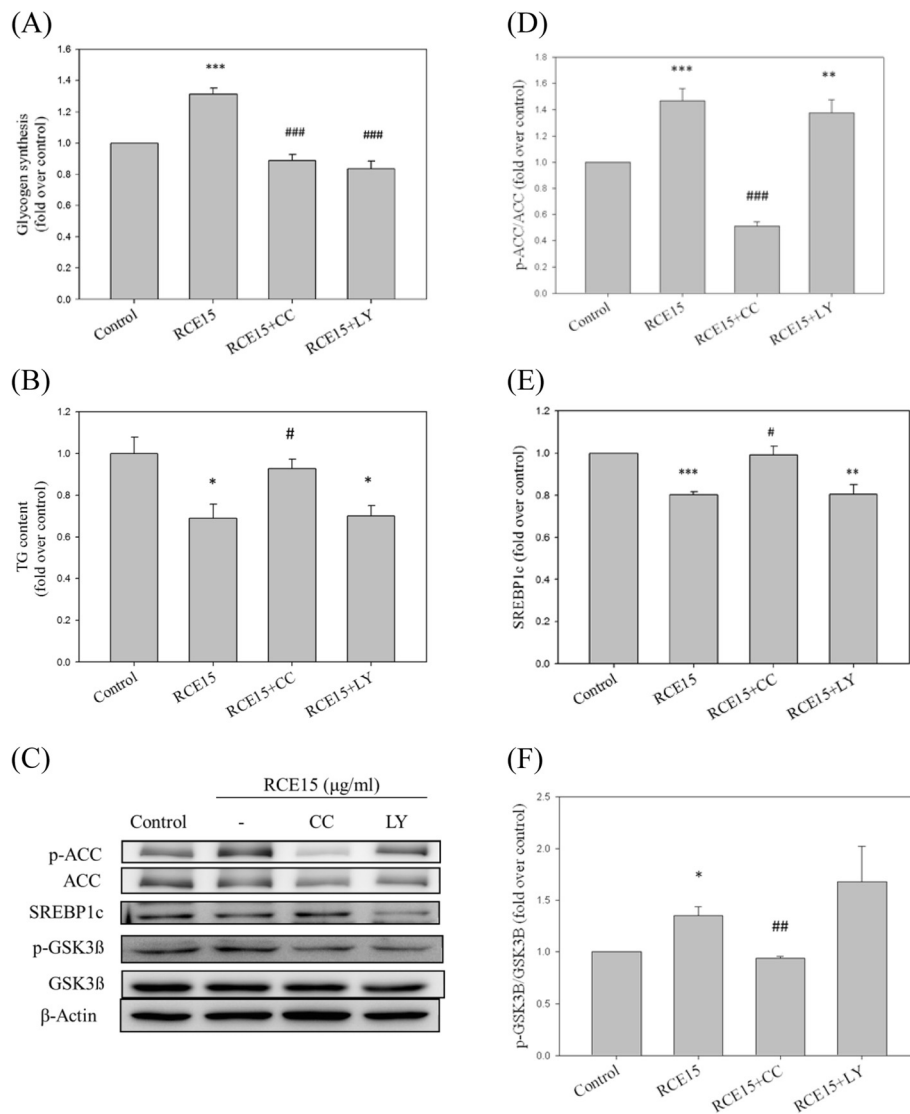 (A)
Glycogen synthesis
(fold over control)
1.6
1.4
1.2
1.0
0.8
0.6
0.4
0.2
0.0
***
###
###
Control
RCE15
RCE15+CC
RCE15+LY
(B)
TG content
(fold over control)
1.2
1.0
0.8
0.6
0.4
0.2
0.0
*
#
*
Control
RCE15
RCE15+CC
RCE15+LY
(C)
RCE15 (μg/ml)
Control - CC LY
p-ACC
ACC
SREBP1c
p-GSK3ß
GSK3ß
β-Actin
(D)
p-ACC/ACC (fold over control)
1.8
1.6
1.4
1.2
1.0
0.8
0.6
0.4
0.2
0.0
***
###
**
Control
RCE15
RCE15+CC
RCE15+LY
(E)
SREBP1c (fold over control)
1.2
1.0
0.8
0.6
0.4
0.2
0.0
***
#
**
Control
RCE15
RCE15+CC
RCE15+LY
(F)
p-GSK3B/GSK3B (fold over control)
2.5
2.0
1.5
1.0
0.5
0.0
*
##
Control
RCE15
RCE15+CC
RCE15+LY